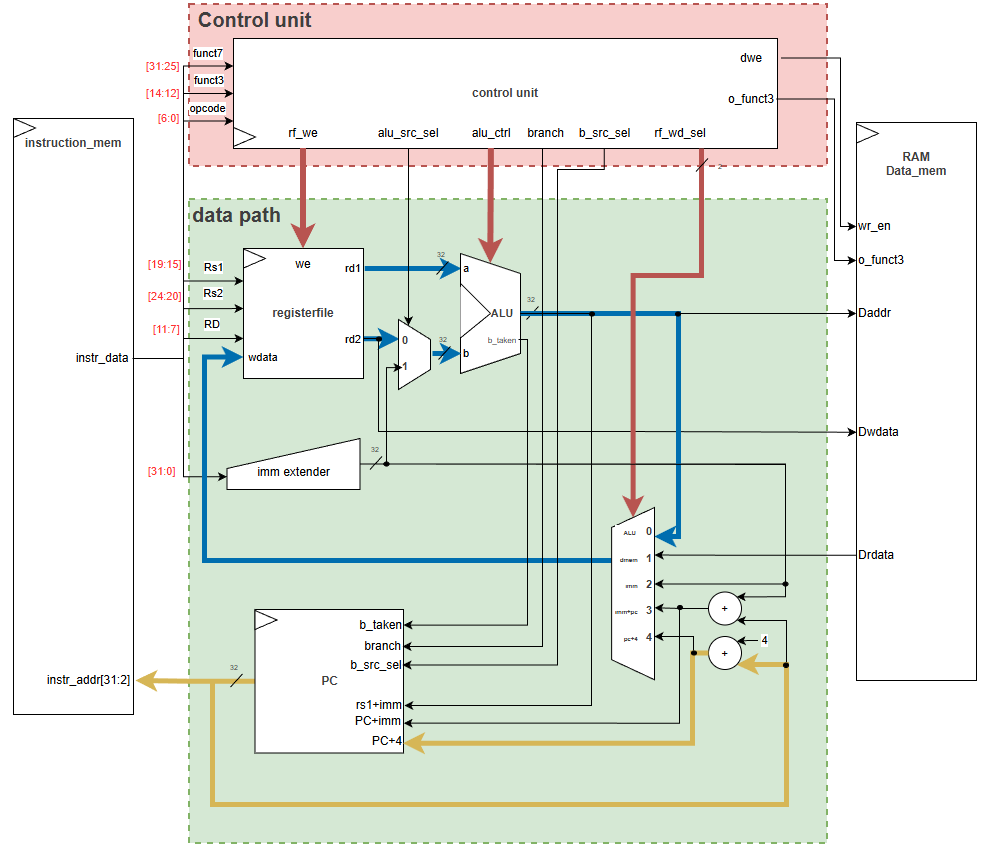 Control unit
funct7
[31:25]
funct3
[14:12]
opcode
[6:0]
control unit
dwe
o_funct3
rf_we
alu_src_sel
alu_ctrl
branch
b_src_sel
rf_wd_sel
2
instruction_mem
RAM
Data_mem
data path
wr_en
o_funct3
[19:15]
Rs1
[24:20]
Rs2
[11:7]
RD
we
rd1
registerfile
rd2
wdata
32
a
ALU
32
b_taken
b
0
1
32
Daddr
instr_data
Dwdata
[31:0]
imm extender
32
ALU
0
dmem
1
imm
2
imm+pc
3
pc+4
4
Drdata
+
+
4
b_taken
branch
b_src_sel
PC
rs1+imm
PC+imm
PC+4
32
instr_addr[31:2]